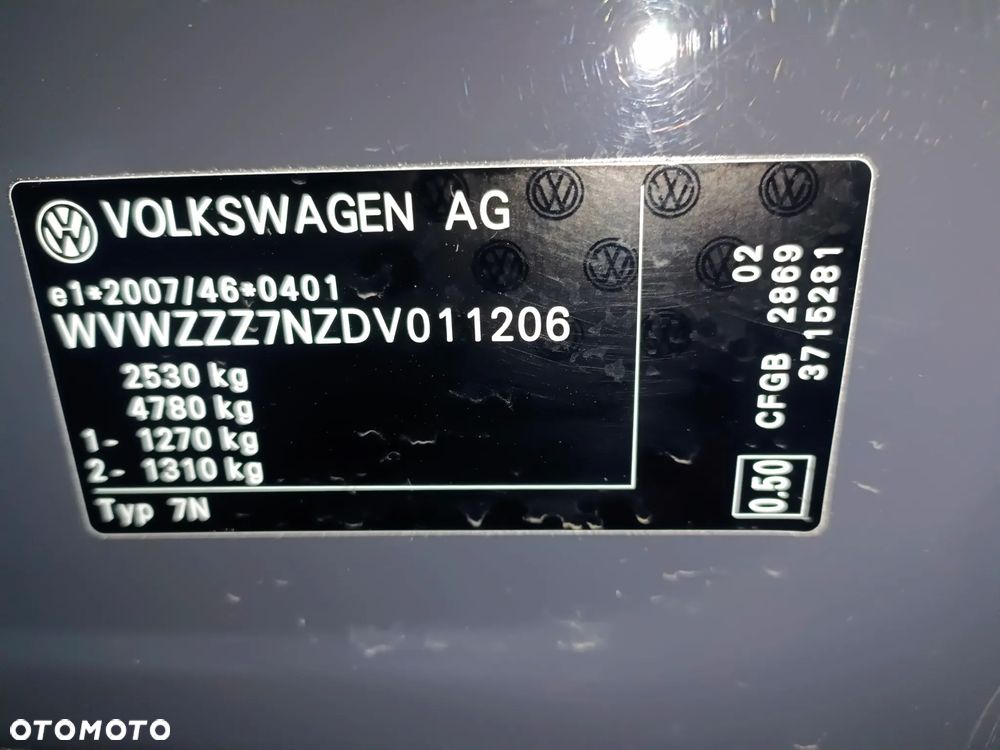 VOLKSWAGEN AG
e1*2007/46*0401
WVWZZZ7NZDV011206
2530 kg
4780 kg
1- 1270 kg
2- 1310 kg
Typ 7N
02
CFGB 2869
3715281
0.50
OTOMOTO